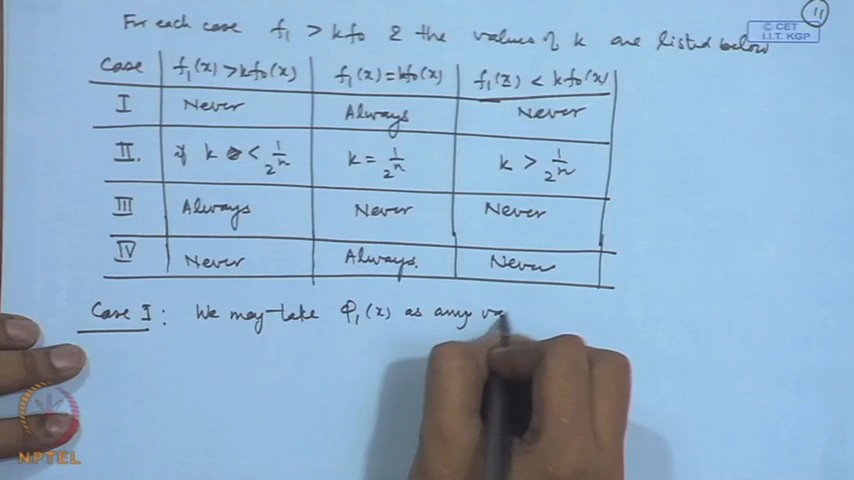 11
© CET
I.I.T. KGP
For each case f₁ > kf₀ & the values of k are listed below
Case | f₁(x) > kf₀(x) | f₁(x) = kf₀(x) | f₁(x) < kf₀(x)
I | Never | Always | Never
II. | if k < 1/2ⁿ | k = 1/2ⁿ | k > 1/2ⁿ
III | Always | Never | Never
IV | Never | Always. | Never
Case I : We may take φ₁(x) as any va
NPTEL